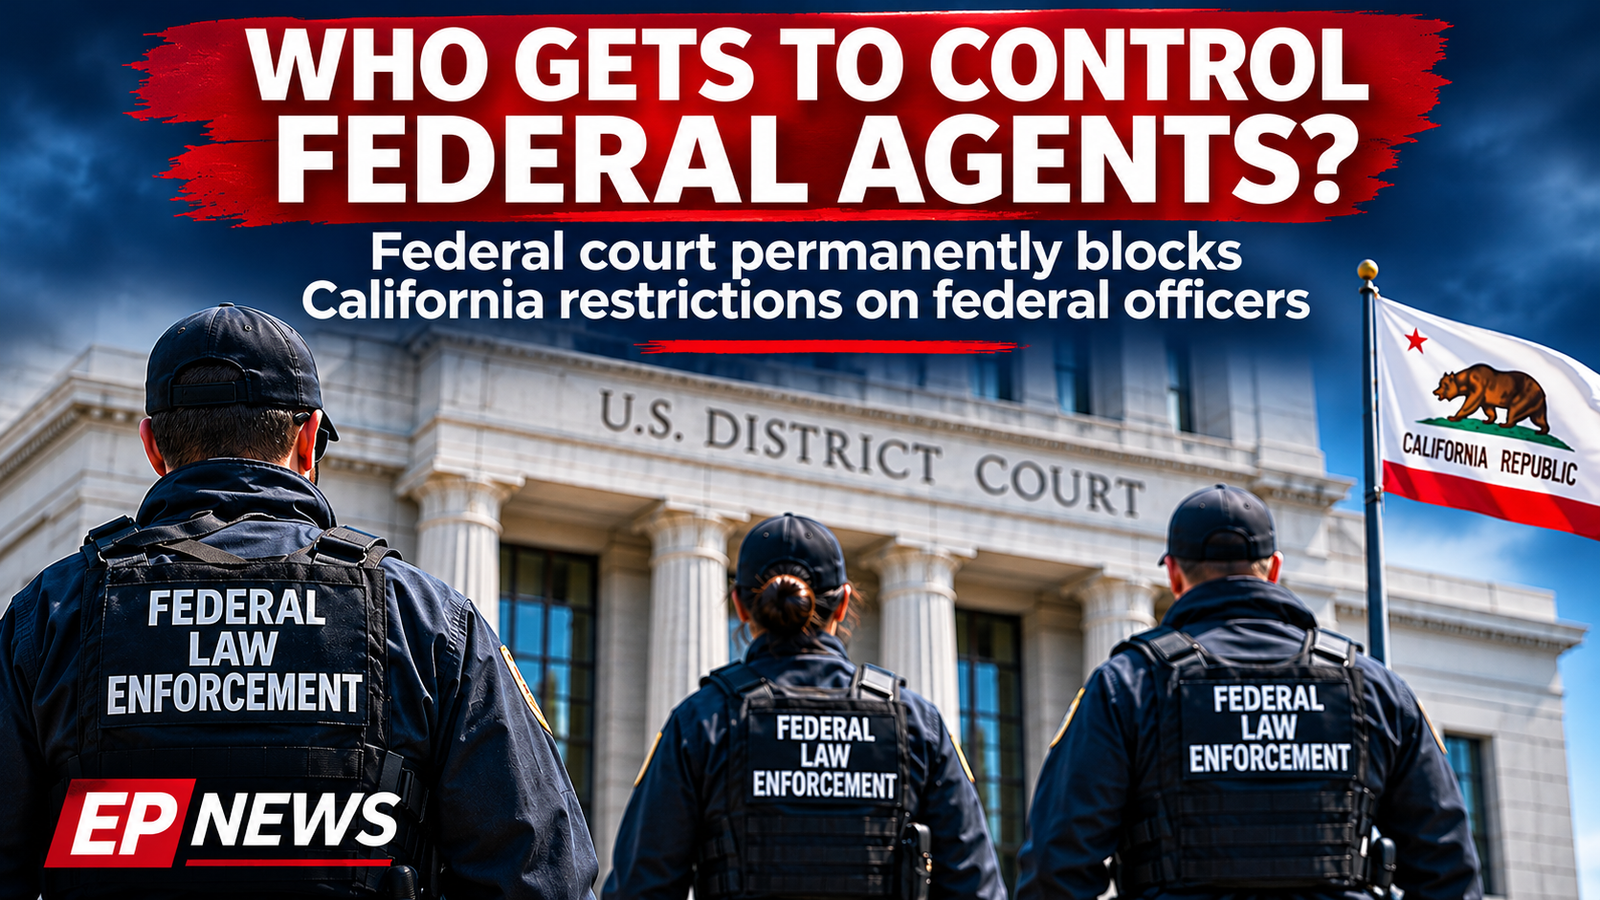 WHO GETS TO CONTROL
FEDERAL AGENTS?
Federal court permanently blocks
California restrictions on federal officers
U.S. DISTRICT COURT
CALIFORNIA REPUBLIC
FEDERAL
LAW
ENFORCEMENT
FEDERAL
LAW
ENFORCEMENT
FEDERAL
LAW
ENFORCEMENT
EP NEWS